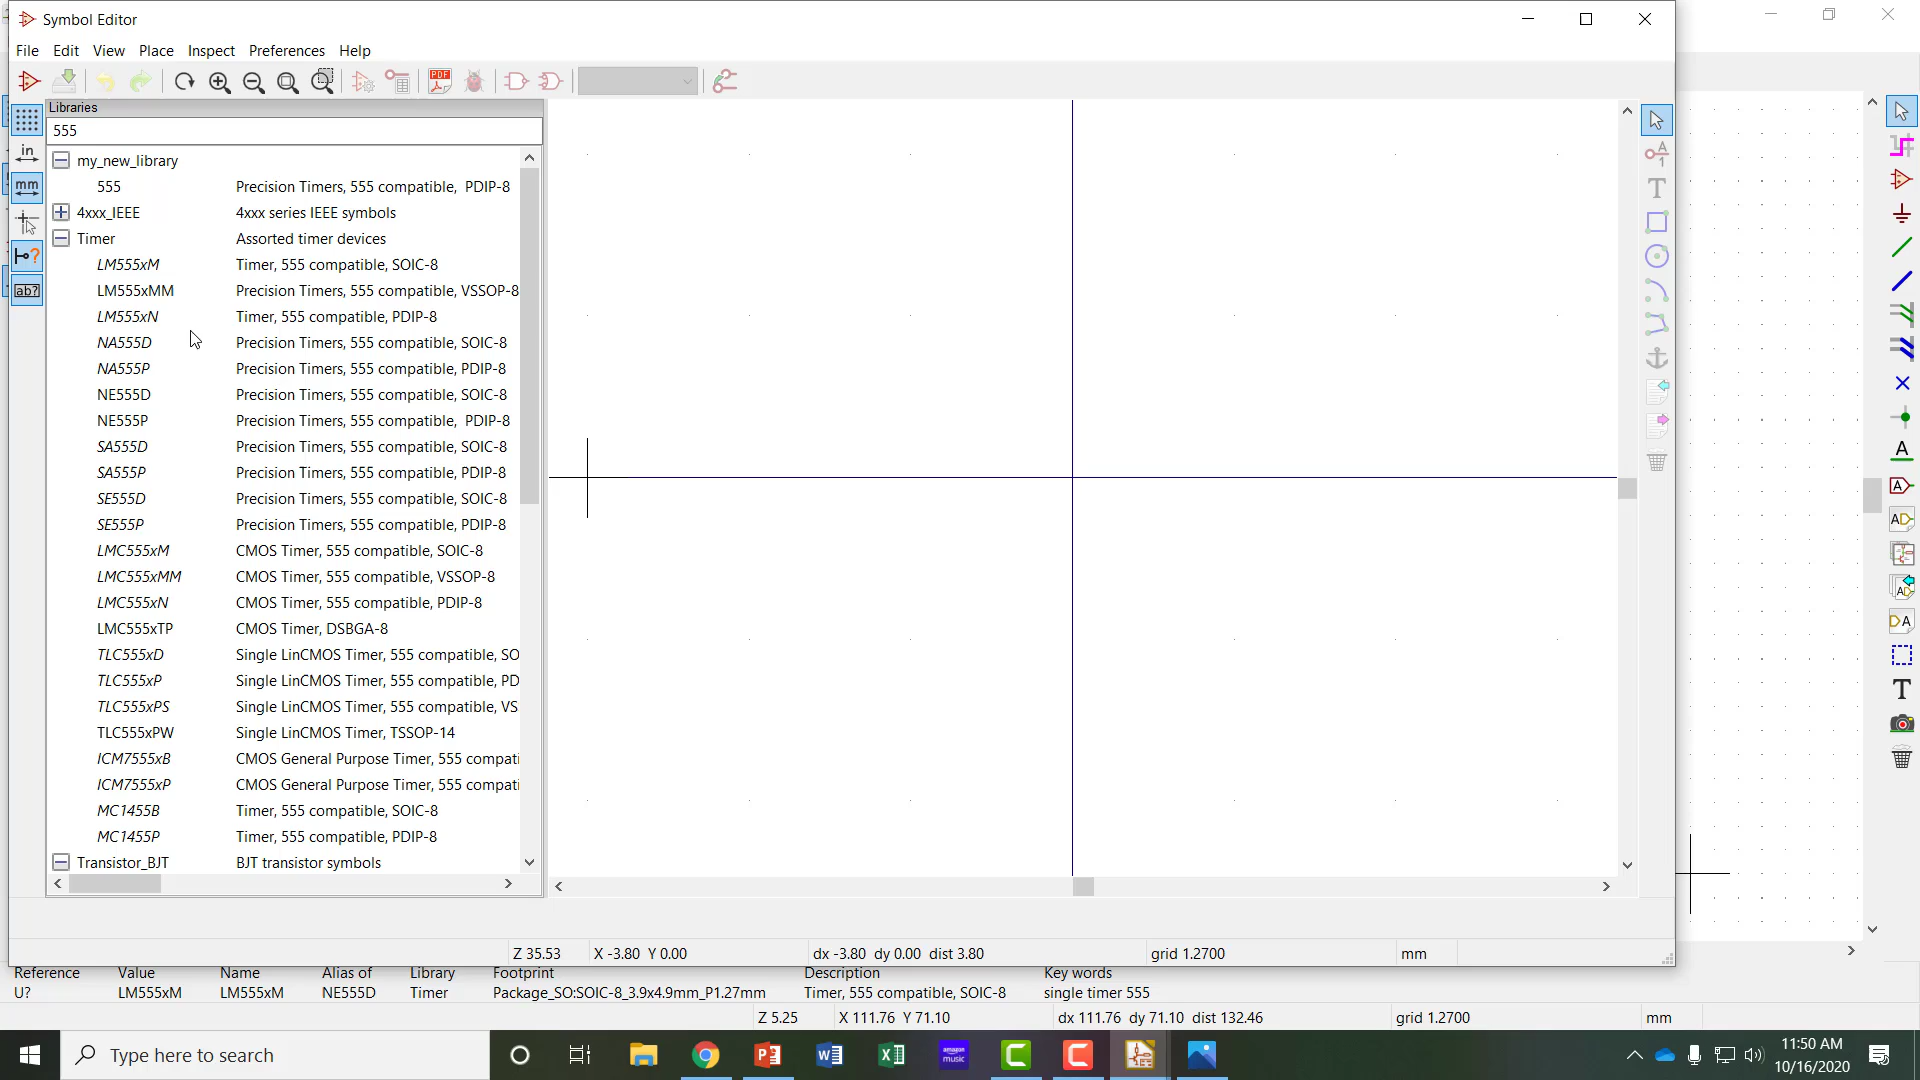 Symbol Editor
File Edit View Place Inspect Preferences Help
PDF
Libraries
555
in
mm
ab?
my_new_library
555 Precision Timers, 555 compatible, PDIP-8
4xxx_IEEE 4xxx series IEEE symbols
Timer Assorted timer devices
LM555xM Timer, 555 compatible, SOIC-8
LM555xMM Precision Timers, 555 compatible, VSSOP-8
LM555xN Timer, 555 compatible, PDIP-8
NA555D Precision Timers, 555 compatible, SOIC-8
NA555P Precision Timers, 555 compatible, PDIP-8
NE555D Precision Timers, 555 compatible, SOIC-8
NE555P Precision Timers, 555 compatible, PDIP-8
SA555D Precision Timers, 555 compatible, SOIC-8
SA555P Precision Timers, 555 compatible, PDIP-8
SE555D Precision Timers, 555 compatible, SOIC-8
SE555P Precision Timers, 555 compatible, PDIP-8
LMC555xM CMOS Timer, 555 compatible, SOIC-8
LMC555xMM CMOS Timer, 555 compatible, VSSOP-8
LMC555xN CMOS Timer, 555 compatible, PDIP-8
LMC555xTP CMOS Timer, DSBGA-8
TLC555xD Single LinCMOS Timer, 555 compatible, SO
TLC555xP Single LinCMOS Timer, 555 compatible, PD
TLC555xPS Single LinCMOS Timer, 555 compatible, VS
TLC555xPW Single LinCMOS Timer, TSSOP-14
ICM7555xB CMOS General Purpose Timer, 555 compati
ICM7555xP CMOS General Purpose Timer, 555 compati
MC1455B Timer, 555 compatible, SOIC-8
MC1455P Timer, 555 compatible, PDIP-8
Transistor_BJT BJT transistor symbols
Z 35.53 X -3.80 Y 0.00 dx -3.80 dy 0.00 dist 3.80 grid 1.2700 mm
Reference Value Name Alias of Library Footprint Description Key words
U? LM555xM LM555xM NE555D Timer Package_SO:SOIC-8_3.9x4.9mm_P1.27mm Timer, 555 compatible, SOIC-8 single timer 555
Z 5.25 X 111.76 Y 71.10 dx 111.76 dy 71.10 dist 132.46 grid 1.2700 mm
Type here to search
amazon music
11:50 AM
10/16/2020